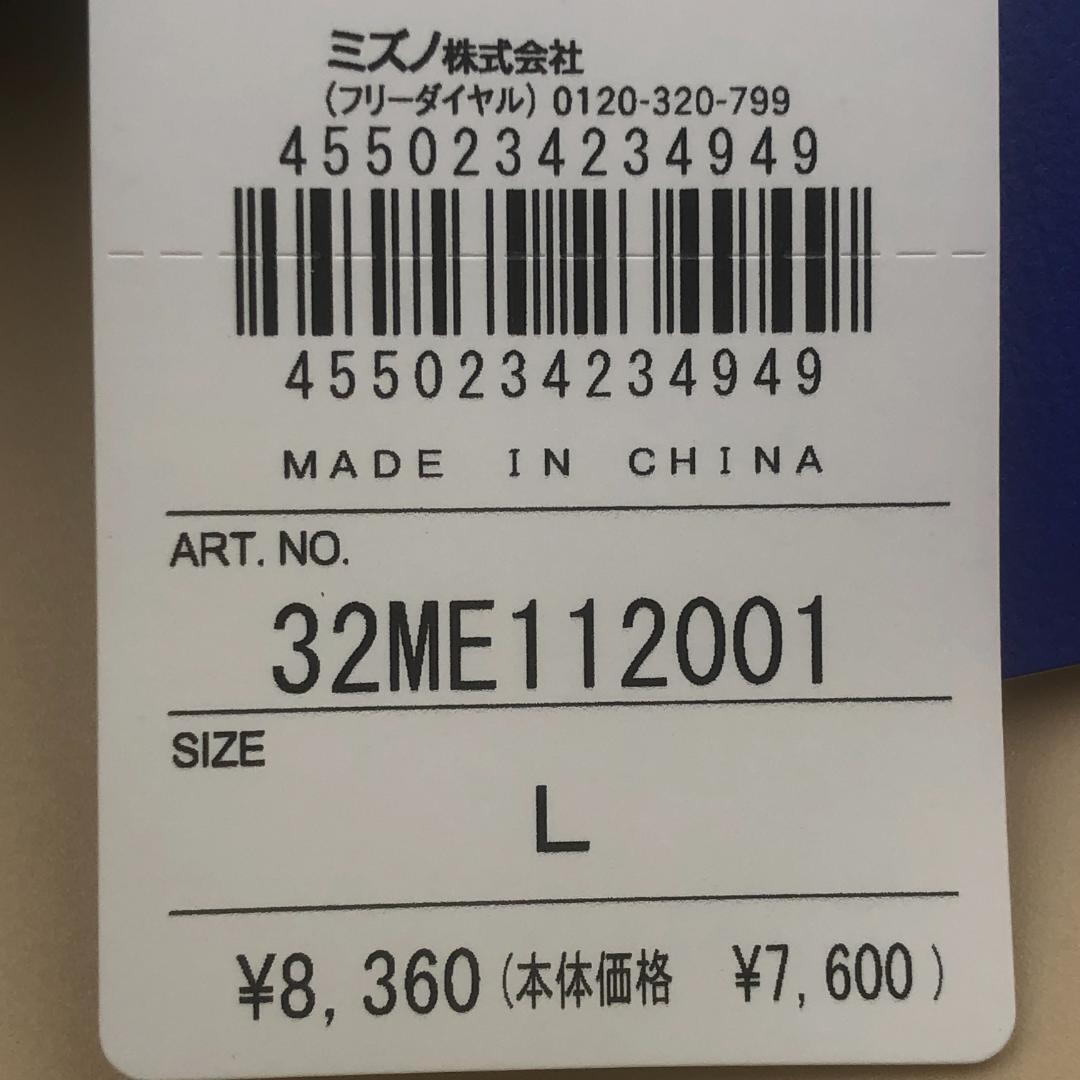 ミズノ株式会社
(フリーダイヤル) 0120-320-799
4550234234949
4550234234949
MADE IN CHINA
ART. NO.
32ME112001
SIZE
L
¥8,360(本体価格 ¥7,600)